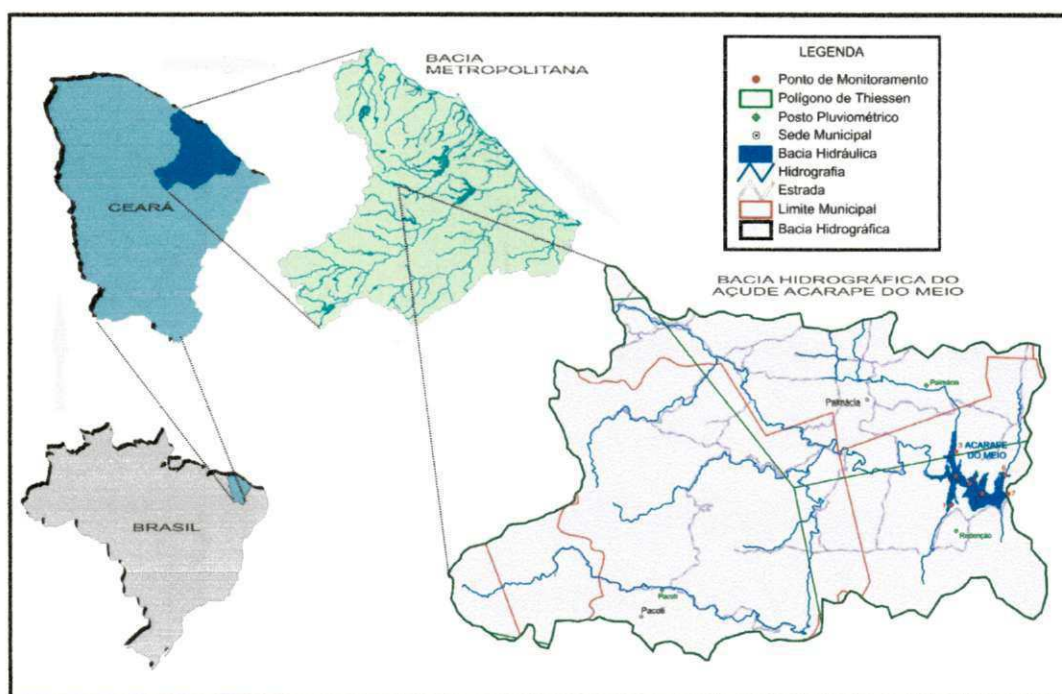 BACIA
METROPOLITANA
CEARÁ
BRASIL
LEGENDA
Ponto de Monitoramento
Polígono de Thiessen
Posto Pluviométrico
Sede Municipal
Bacia Hidráulica
Hidrografia
Estrada
Limite Municipal
Bacia Hidrográfica
BACIA HIDROGRÁFICA DO
AÇUDE ACARAPE DO MEIO
Palmácia
Palmácia
ACARAPE
DO MEIO
Redenção
Pacoti
Pacoti